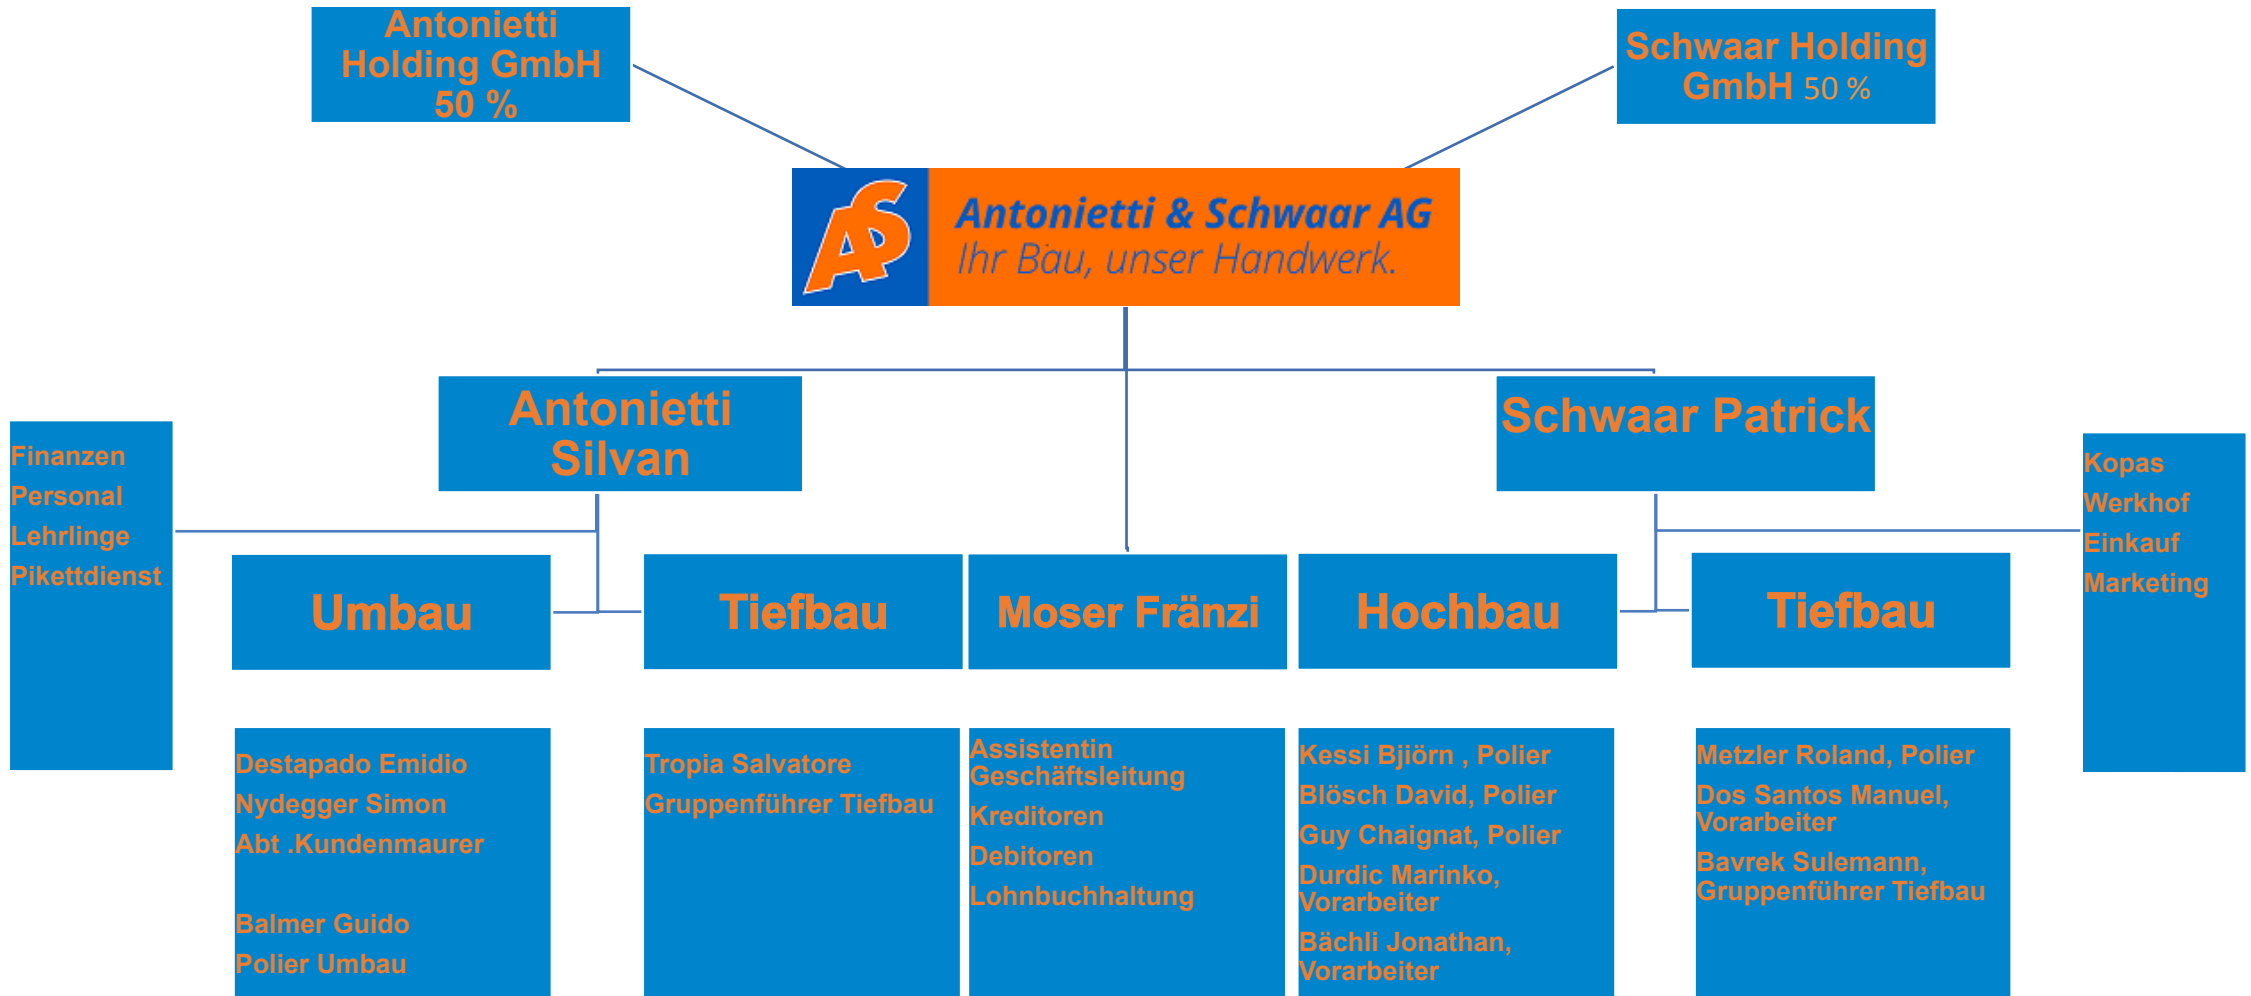 Antonietti
Holding GmbH
50 %
Schwaar Holding
GmbH 50 %
AS
Antonietti & Schwaar AG
Ihr Bau, unser Handwerk.
Antonietti
Silvan
Schwaar Patrick
Finanzen
Personal
Lehrlinge
Pikettdienst
Kopas
Werkhof
Einkauf
Marketing
Umbau
Tiefbau
Moser Fränzi
Hochbau
Tiefbau
Destapado Emidio
Nydegger Simon
Abt .Kundenmaurer
Balmer Guido
Polier Umbau
Tropia Salvatore
Gruppenführer Tiefbau
Assistentin
Geschäftsleitung
Kreditoren
Debitoren
Lohnbuchhaltung
Kessi Bjiörn , Polier
Blösch David, Polier
Guy Chaignat, Polier
Durdic Marinko,
Vorarbeiter
Bächli Jonathan,
Vorarbeiter
Metzler Roland, Polier
Dos Santos Manuel,
Vorarbeiter
Bavrek Sulemann,
Gruppenführer Tiefbau